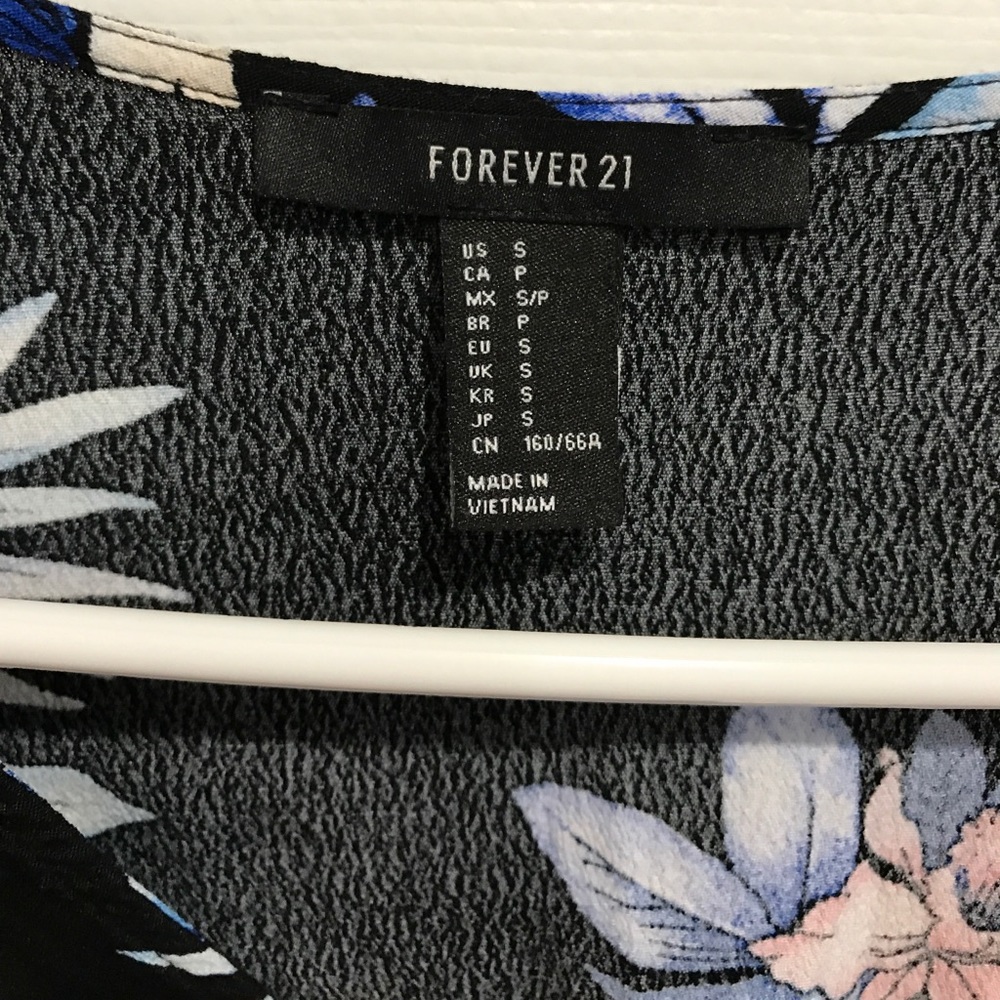 FOREVER 21
US S
CA P
MX S/P
BR P
EU S
UK S
KR S
JP S
CN 160/66A
MADE IN
VIETNAM